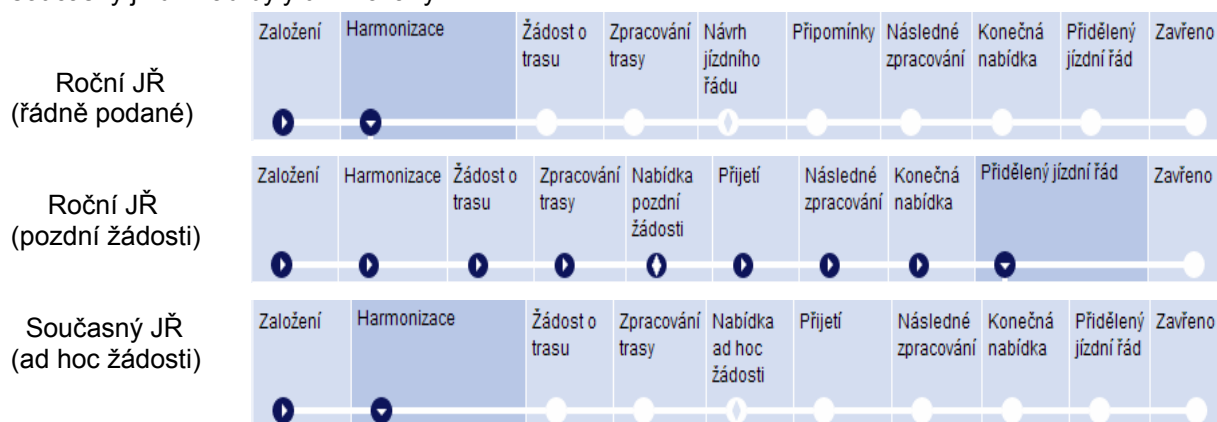 Roční JŘ
(řádně podané)
Založení
Harmonizace
Žádost o
trasu
Zpracování
trasy
Návrh
jízdního
řádu
Připomínky
Následné
zpracování
Konečná
nabídka
Přidělený
jízdní řád
Zavřeno
Roční JŘ
(pozdní žádosti)
Založení
Harmonizace
Žádost o
trasu
Zpracování
trasy
Nabídka
pozdní
žádosti
Přijetí
Následné
zpracování
Konečná
nabídka
Přidělený jízdní řád
Zavřeno
Současný JŘ
(ad hoc žádosti)
Založení
Harmonizace
Žádost o
trasu
Zpracování
trasy
Nabídka
ad hoc
žádosti
Přijetí
Následné
zpracování
Konečná
nabídka
Přidělený
jízdní řád
Zavřeno